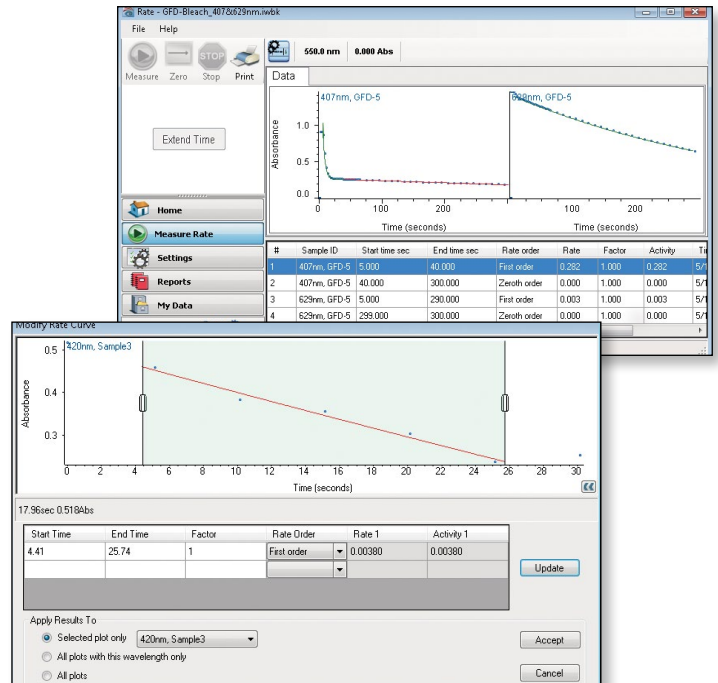 Rate - GFD-Bleach_407&629nm.iwbk
File Help
Measure Zero Stop Print
550.0 nm 0.000 Abs
Data
Extend Time
407nm, GFD-5
GFD-5
Absorbance
1.0
0.5
0.0
0 100 200 100 200
Time (seconds) Time (seconds)
Home
Measure Rate
Settings
Reports
My Data
# Sample ID Start time sec End time sec Rate order Rate Factor Activity
1 407nm, GFD-5 5.000 40.000 First order 0.282 1.000 0.282 5/1
2 407nm, GFD-5 40.000 300.000 Zeroth order 0.000 1.000 0.000 5/1
3 629nm, GFD-5 5.000 290.000 First order 0.003 1.000 0.003 5/1
4 629nm, GFD-5 299.000 300.000 Zeroth order 0.000 1.000 0.000 5/1
Modify Rate Curve
420nm, Sample3
Absorbance
0.5
0.4
0.3
0 2 4 6 8 10 12 14 16 18 20 22 24 26 28 30
Time (seconds)
17.96sec 0.518Abs
Start Time End Time Factor Rate Order Rate 1 Activity 1
4.41 25.74 1 First order 0.00380 0.00380
Update
Apply Results To
Selected plot only 420nm, Sample3
All plots with this wavelength only
All plots
Accept
Cancel